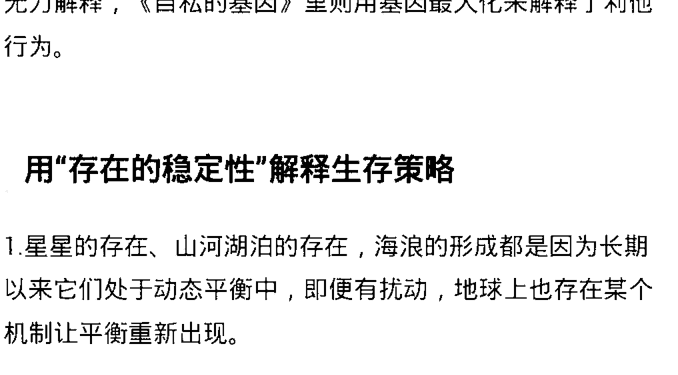 无力解释，《自私的基因》里则用基因最大化来解释了利他
行为。
用“存在的稳定性”解释生存策略
1.星星的存在、山河湖泊的存在，海浪的形成都是因为长期
以来它们处于动态平衡中，即便有扰动，地球上也存在某个
机制让平衡重新出现。